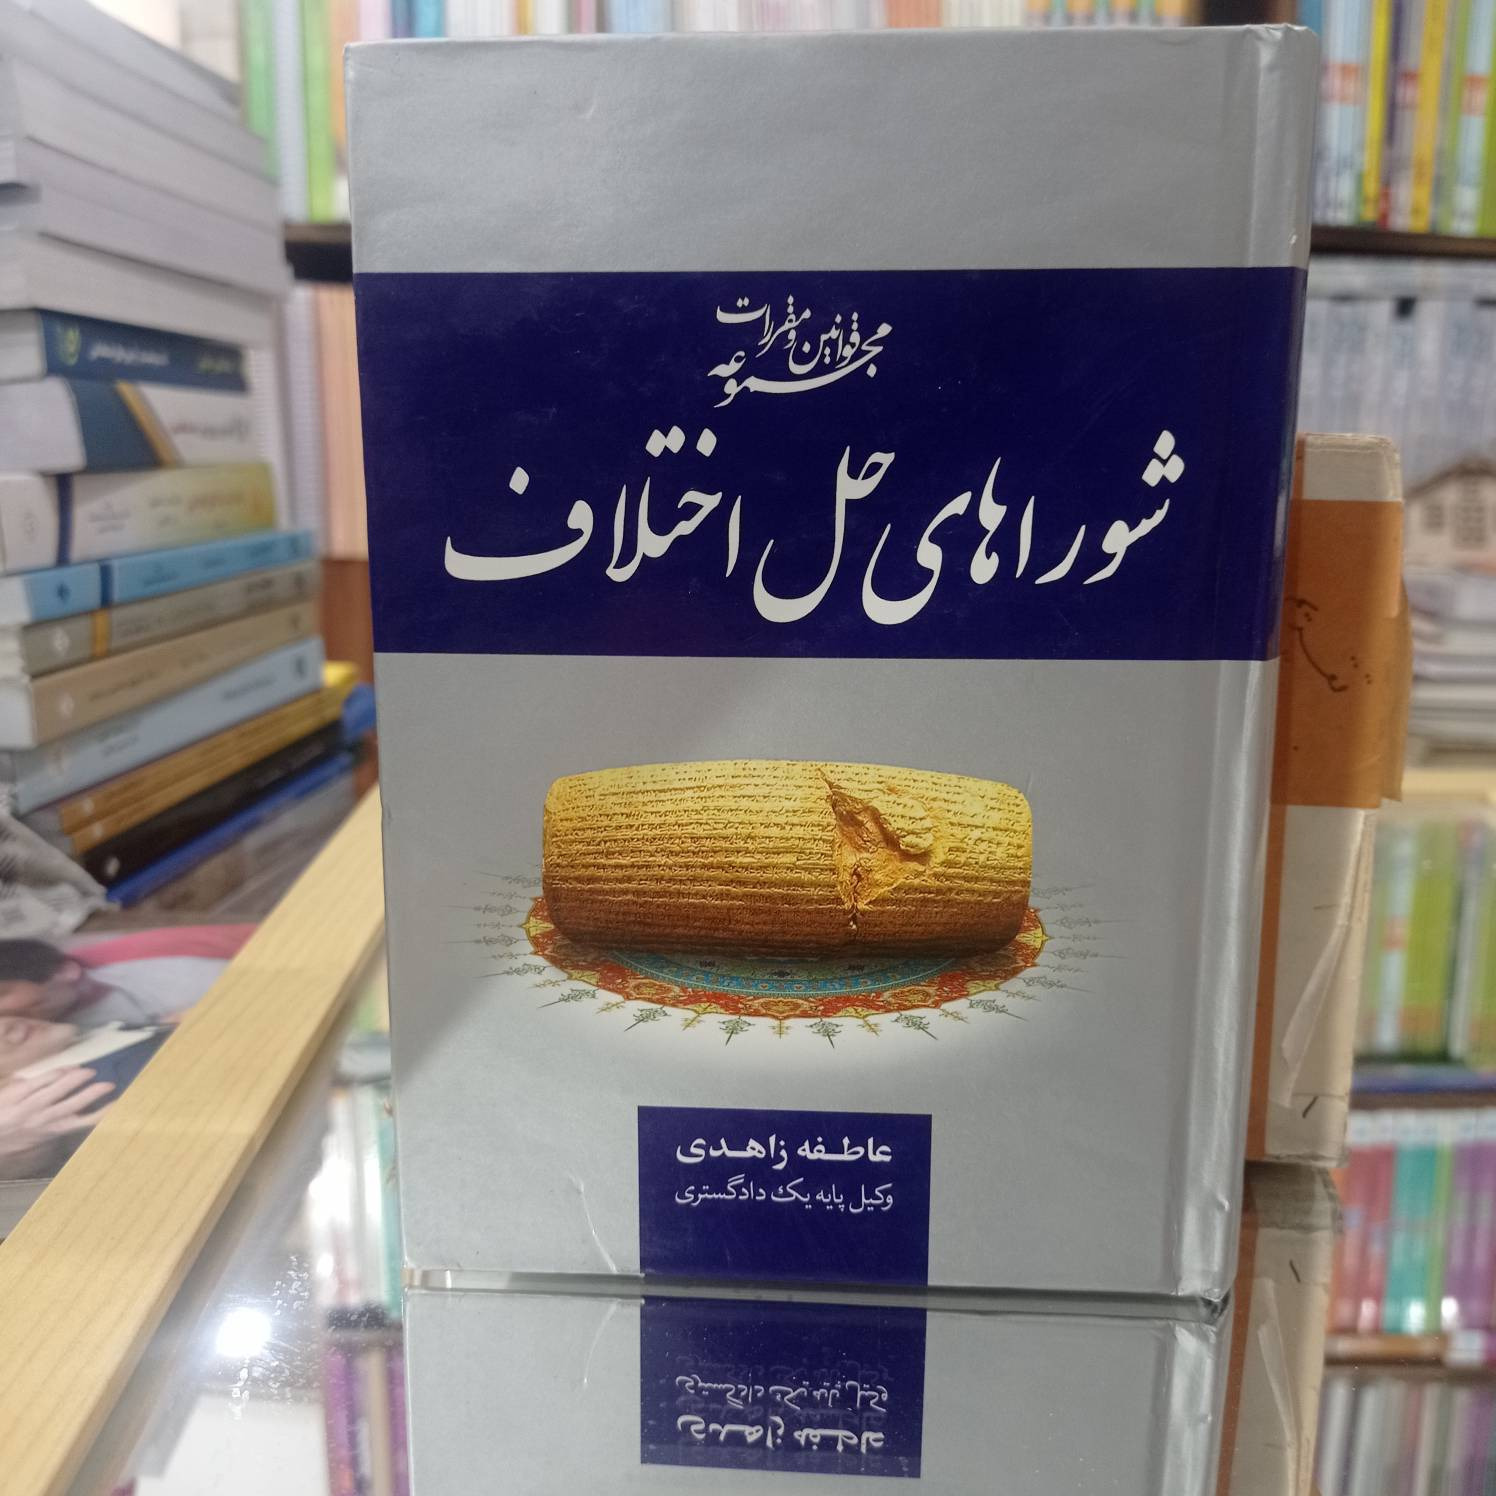 مجموعه قوانین و مقررات
شوراهای حل اختلاف
عاطفه زاهدی
وکیل پایه یک دادگستری